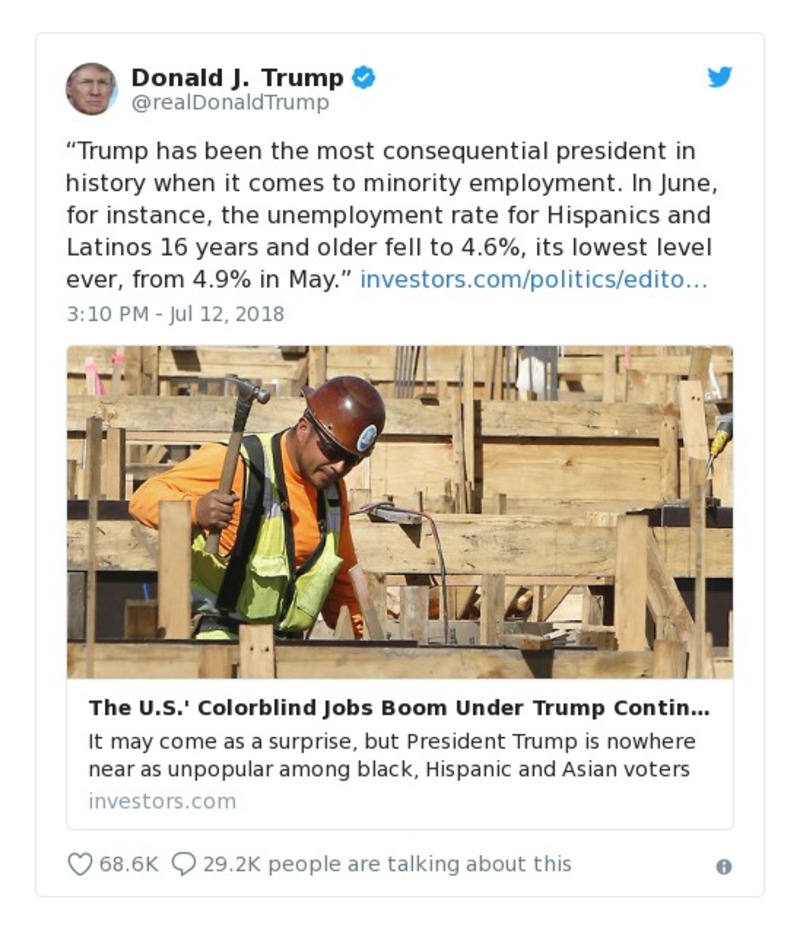 Donald J. Trump
@realDonaldTrump
“Trump has been the most consequential president in
history when it comes to minority employment. In June,
for instance, the unemployment rate for Hispanics and
Latinos 16 years and older fell to 4.6%, its lowest level
ever, from 4.9% in May.” investors.com/politics/edito…
3:10 PM - Jul 12, 2018
The U.S.' Colorblind Jobs Boom Under Trump Contin…
It may come as a surprise, but President Trump is nowhere
near as unpopular among black, Hispanic and Asian voters
investors.com
68.6K 29.2K people are talking about this